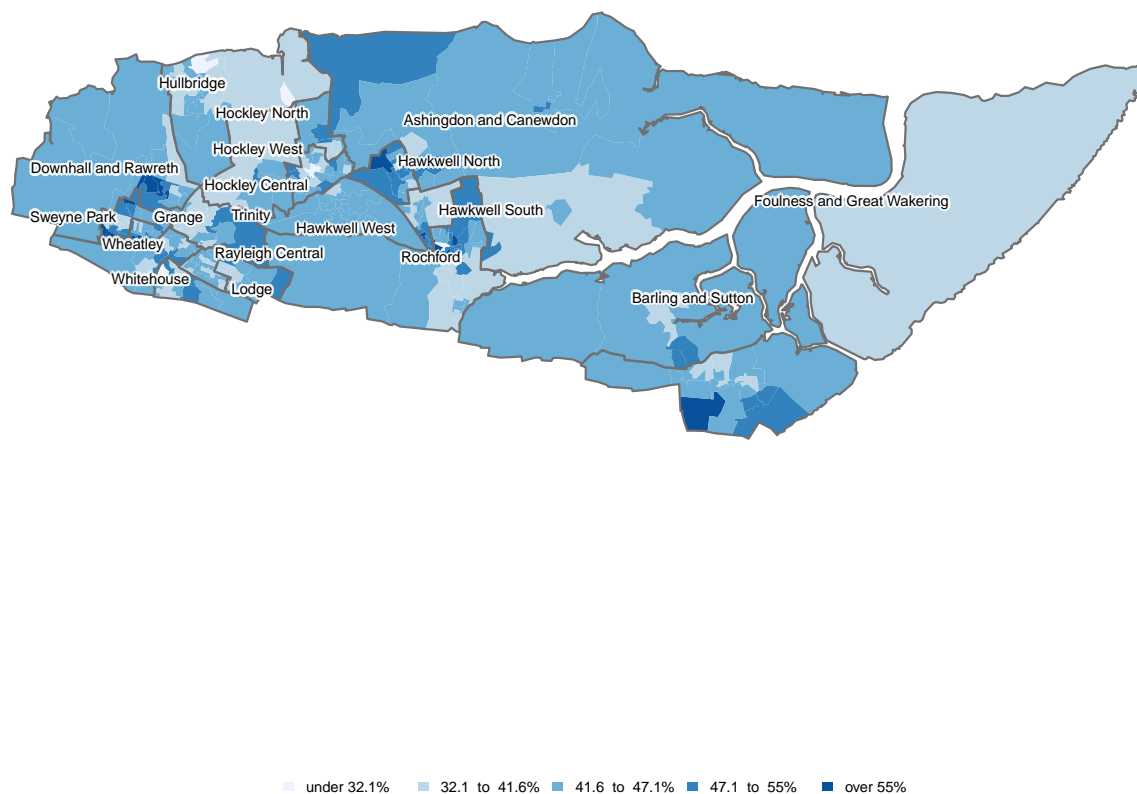 Hullbridge
Hockley North
Ashingdon and Canewdon
Hockley West
Hawkwell North
Downhall and Rawreth
Hockley Central
Foulness and Great Wakering
Hawkwell South
Sweyne Park
Grange
Trinity
Hawkwell West
Wheatley
Rayleigh Central
Rochford
Whitehouse
Lodge
Barling and Sutton
under 32.1% 32.1 to 41.6% 41.6 to 47.1% 47.1 to 55% over 55%